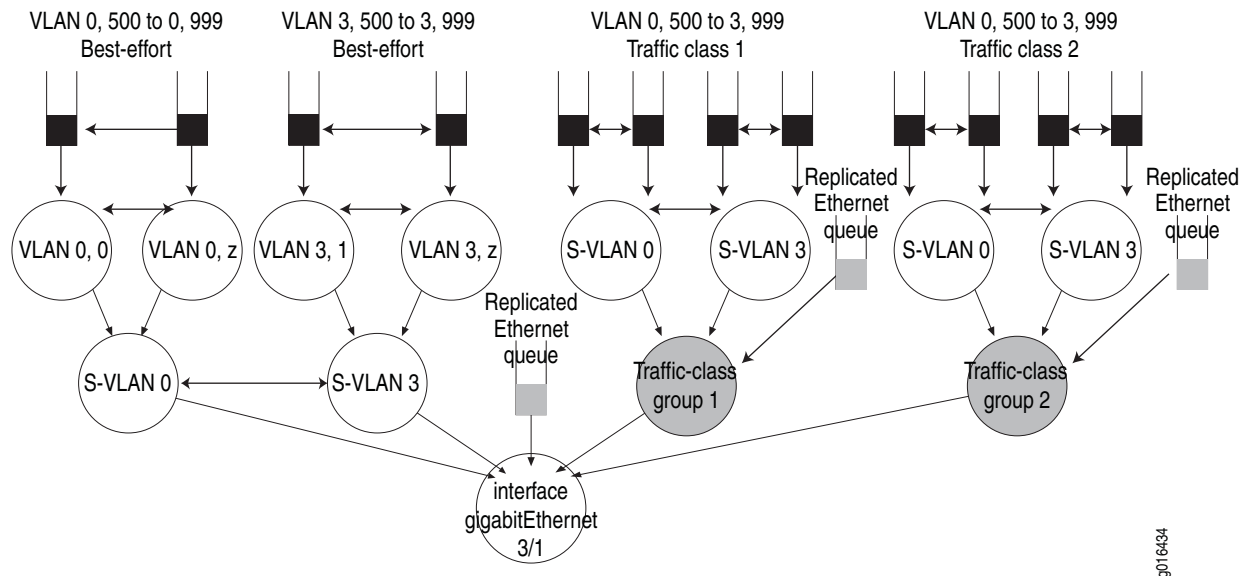 VLAN 0, 500 to 0, 999
Best-effort
VLAN 3, 500 to 3, 999
Best-effort
VLAN 0, 500 to 3, 999
Traffic class 1
VLAN 0, 500 to 3, 999
Traffic class 2
Replicated
Ethernet
queue
Replicated
Ethernet
queue
VLAN 0, 0
VLAN 0, z
VLAN 3, 1
VLAN 3, z
S-VLAN 0
S-VLAN 3
S-VLAN 0
S-VLAN 3
Replicated
Ethernet
queue
S-VLAN 0
S-VLAN 3
Traffic-class
group 1
Traffic-class
group 2
interface
gigabitEthernet
3/1
g016434